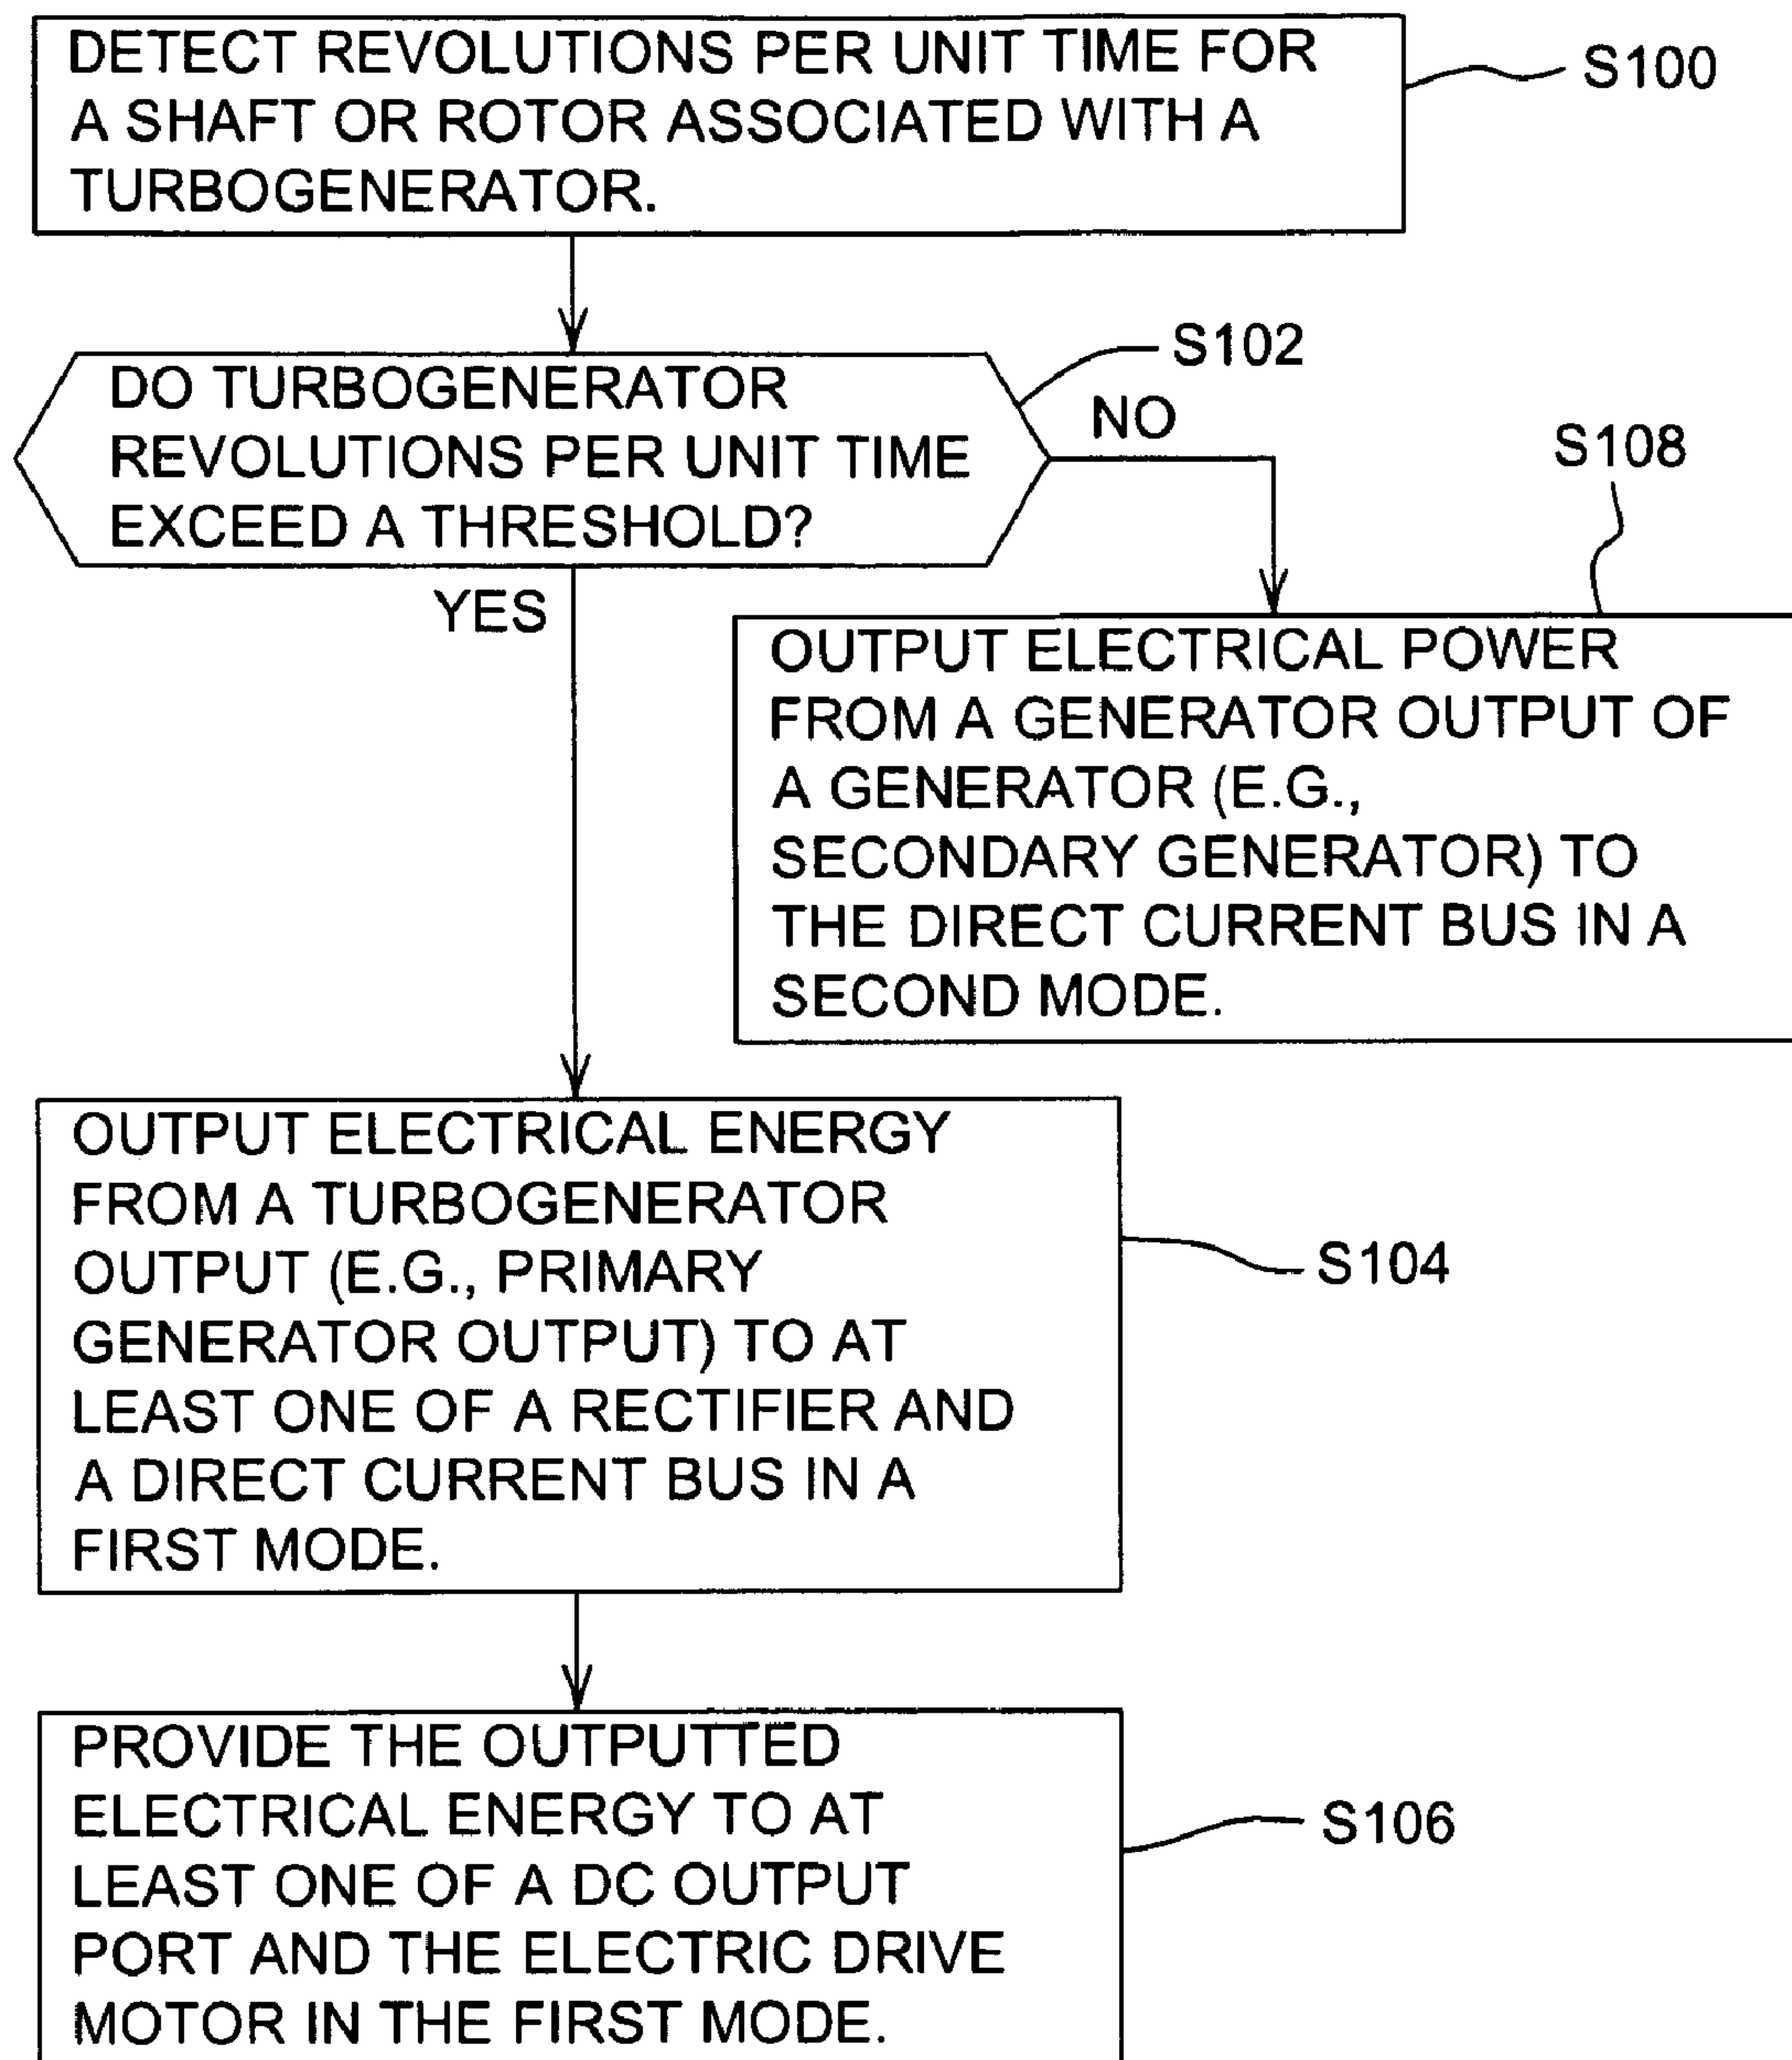 DETECT REVOLUTIONS PER UNIT TIME FOR
A SHAFT OR ROTOR ASSOCIATED WITH A
TURBOGENERATOR.
S100
DO TURBOGENERATOR
REVOLUTIONS PER UNIT TIME
EXCEED A THRESHOLD?
S102
NO
YES
S108
OUTPUT ELECTRICAL POWER
FROM A GENERATOR OUTPUT OF
A GENERATOR (E.G.,
SECONDARY GENERATOR) TO
THE DIRECT CURRENT BUS IN A
SECOND MODE.
OUTPUT ELECTRICAL ENERGY
FROM A TURBOGENERATOR
OUTPUT (E.G., PRIMARY
GENERATOR OUTPUT) TO AT
LEAST ONE OF A RECTIFIER AND
A DIRECT CURRENT BUS IN A
FIRST MODE.
S104
PROVIDE THE OUTPUTTED
ELECTRICAL ENERGY TO AT
LEAST ONE OF A DC OUTPUT
PORT AND THE ELECTRIC DRIVE
MOTOR IN THE FIRST MODE.
S106